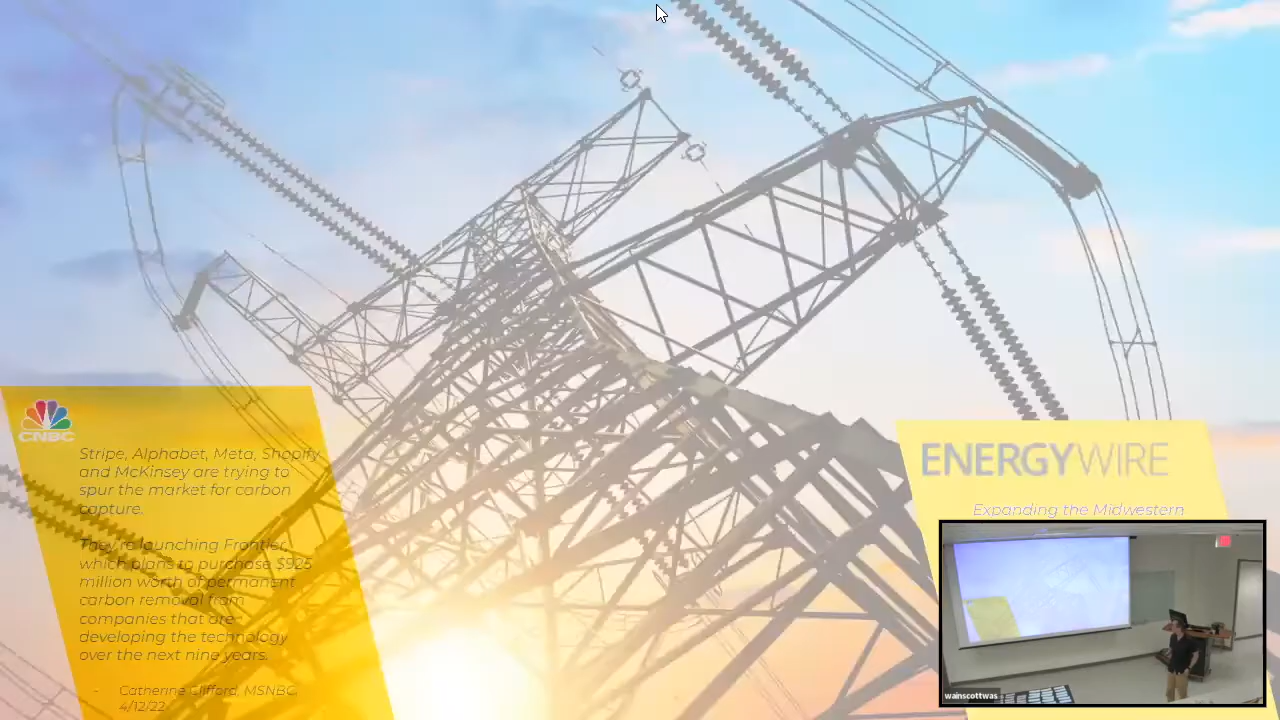 CNBC
Stripe, Alphabet, Meta, Shopify
and McKinsey are trying to
spur the market for carbon
capture.
They're launching Frontier,
which plans to purchase $925
million worth of permanent
carbon removal from
companies that are
developing the technology
over the next nine years.
- Catherine Clifford, MSNBC,
4/12/22
ENERGYWIRE
Expanding the Midwestern
wainscottwas